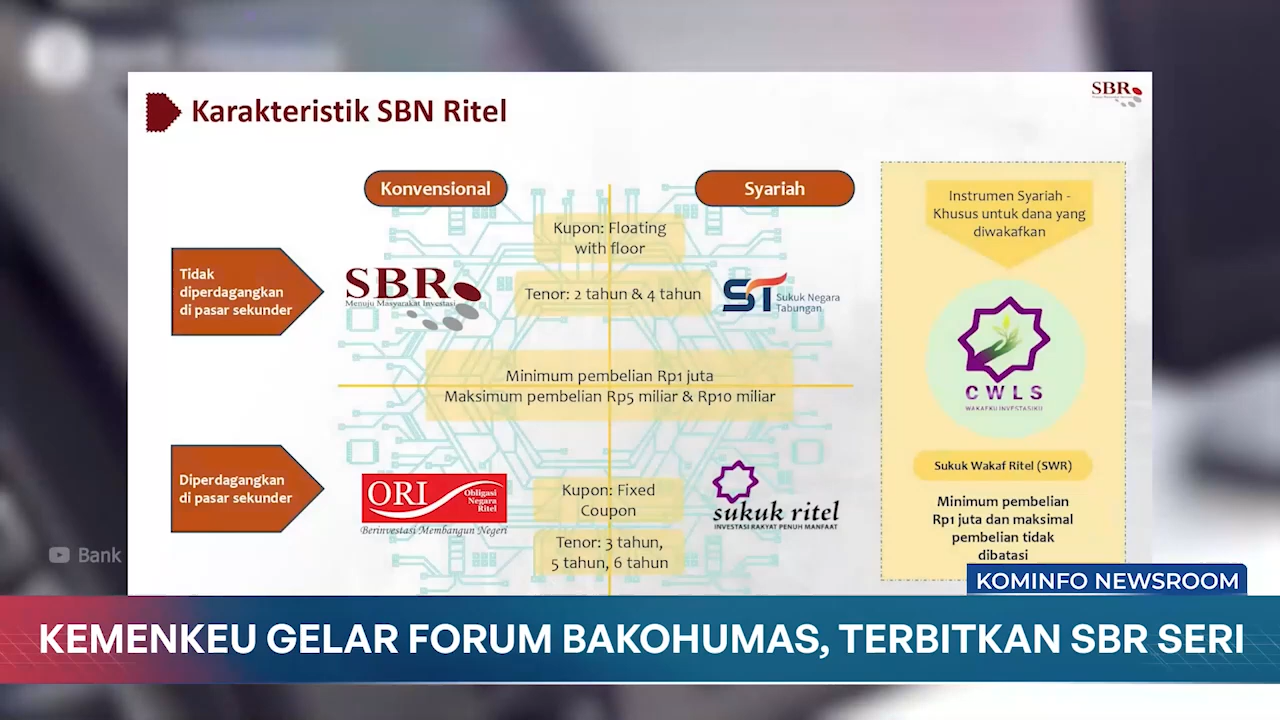 Karakteristik SBN Ritel
SBR
Konvensional
Syariah
Kupon: Floating
with floor
Tidak
diperdagangkan
di pasar sekunder
SBR
Menuju Masyarakat Investasi
Tenor: 2 tahun & 4 tahun
ST
Sukuk Negara
Tabungan
Minimum pembelian Rp1 juta
Maksimum pembelian Rp5 miliar & Rp10 miliar
Diperdagangkan
di pasar sekunder
ORI
Obligasi
Negara
Ritel
Berinvestasi Membangun Negeri
Kupon: Fixed
Coupon
Tenor: 3 tahun,
5 tahun, 6 tahun
sukuk ritel
INVESTASI RAKYAT PENUH MANFAAT
Instrumen Syariah -
Khusus untuk dana yang
diwakafkan
CWLS
WAKAFKU INVESTASIKU
Sukuk Wakaf Ritel (SWR)
Minimum pembelian
Rp1 juta dan maksimal
pembelian tidak
dibatasi
Bank
KOMINFO NEWSROOM
KEMENKEU GELAR FORUM BAKOHUMAS, TERBITKAN SBR SERI